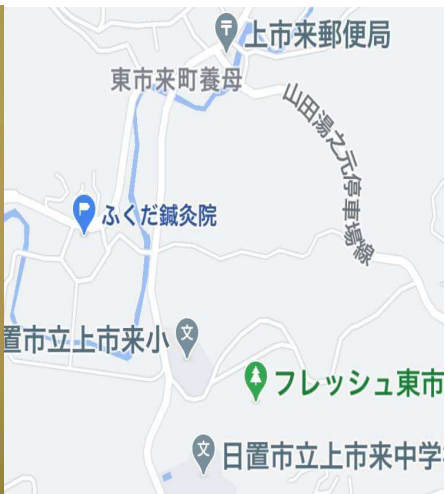 上市来郵便局
東市来町養母
山田湯之元停車場線
ふくだ鍼灸院
置市立上市来小
フレッシュ東市
日置市立上市来中学